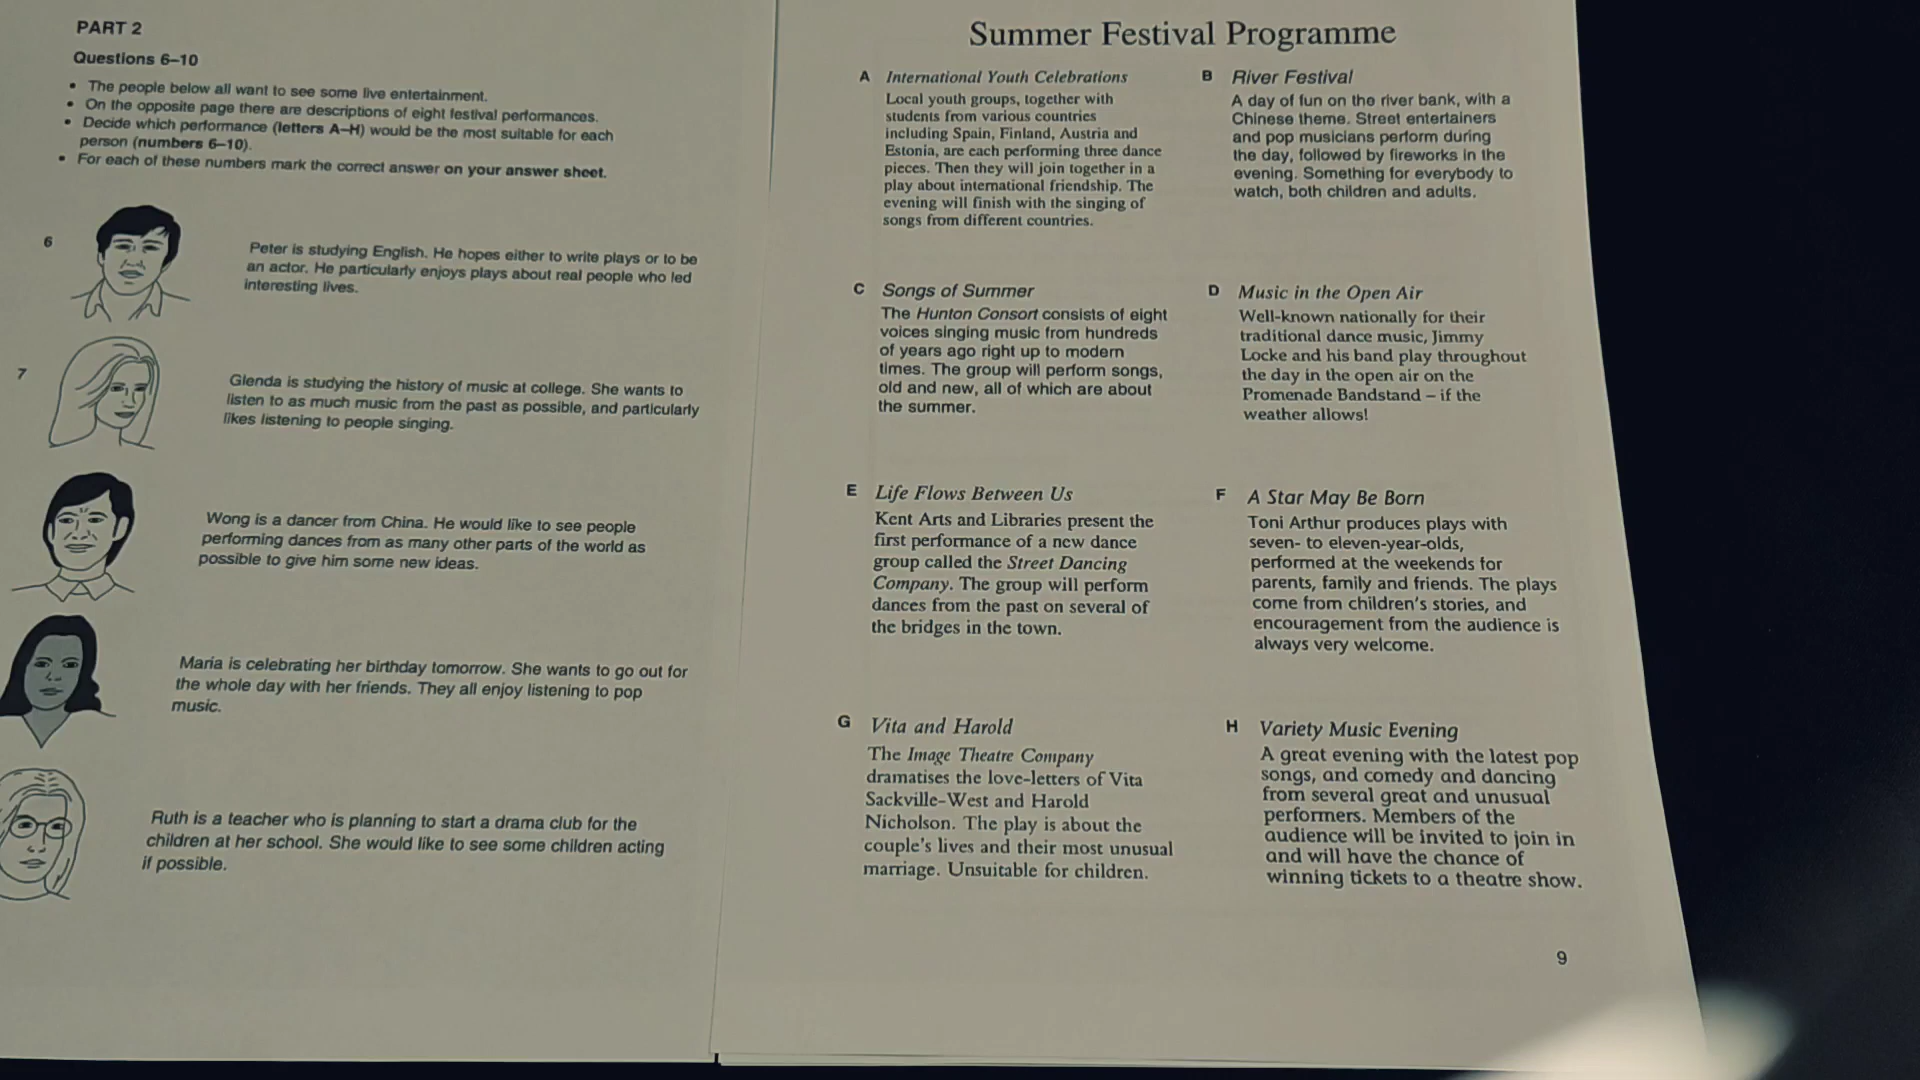 PART 2
Questions 6–10
• The people below all want to see some live entertainment.
• On the opposite page there are descriptions of eight festival performances.
• Decide which performance (letters A–H) would be the most suitable for each
person (numbers 6–10).
• For each of these numbers mark the correct answer on your answer sheet.
6
Peter is studying English. He hopes either to write plays or to be
an actor. He particularly enjoys plays about real people who led
interesting lives.
7
Glenda is studying the history of music at college. She wants to
listen to as much music from the past as possible, and particularly
likes listening to people singing.
Wong is a dancer from China. He would like to see people
performing dances from as many other parts of the world as
possible to give him some new ideas.
Maria is celebrating her birthday tomorrow. She wants to go out for
the whole day with her friends. They all enjoy listening to pop
music.
Ruth is a teacher who is planning to start a drama club for the
children at her school. She would like to see some children acting
if possible.
Summer Festival Programme
A International Youth Celebrations
Local youth groups, together with
students from various countries
including Spain, Finland, Austria and
Estonia, are each performing three dance
pieces. Then they will join together in a
play about international friendship. The
evening will finish with the singing of
songs from different countries.
B River Festival
A day of fun on the river bank, with a
Chinese theme. Street entertainers
and pop musicians perform during
the day, followed by fireworks in the
evening. Something for everybody to
watch, both children and adults.
C Songs of Summer
The Hunton Consort consists of eight
voices singing music from hundreds
of years ago right up to modern
times. The group will perform songs,
old and new, all of which are about
the summer.
D Music in the Open Air
Well-known nationally for their
traditional dance music, Jimmy
Locke and his band play throughout
the day in the open air on the
Promenade Bandstand – if the
weather allows!
E Life Flows Between Us
Kent Arts and Libraries present the
first performance of a new dance
group called the Street Dancing
Company. The group will perform
dances from the past on several of
the bridges in the town.
F A Star May Be Born
Toni Arthur produces plays with
seven- to eleven-year-olds,
performed at the weekends for
parents, family and friends. The plays
come from children's stories, and
encouragement from the audience is
always very welcome.
G Vita and Harold
The Image Theatre Company
dramatises the love-letters of Vita
Sackville-West and Harold
Nicholson. The play is about the
couple's lives and their most unusual
marriage. Unsuitable for children.
H Variety Music Evening
A great evening with the latest pop
songs, and comedy and dancing
from several great and unusual
performers. Members of the
audience will be invited to join in
and will have the chance of
winning tickets to a theatre show.
9